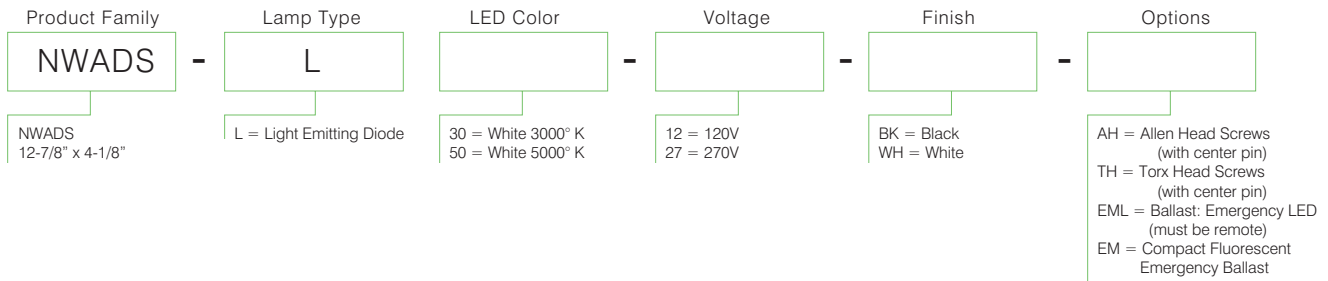 Product Family
Lamp Type
LED Color
Voltage
Finish
Options
NWADS - L - - -
NWADS
12-7/8” x 4-1/8”
L = Light Emitting Diode
30 = White 3000° K
50 = White 5000° K
12 = 120V
27 = 270V
BK = Black
WH = White
AH = Allen Head Screws
(with center pin)
TH = Torx Head Screws
(with center pin)
EML = Ballast: Emergency LED
(must be remote)
EM = Compact Fluorescent
Emergency Ballast